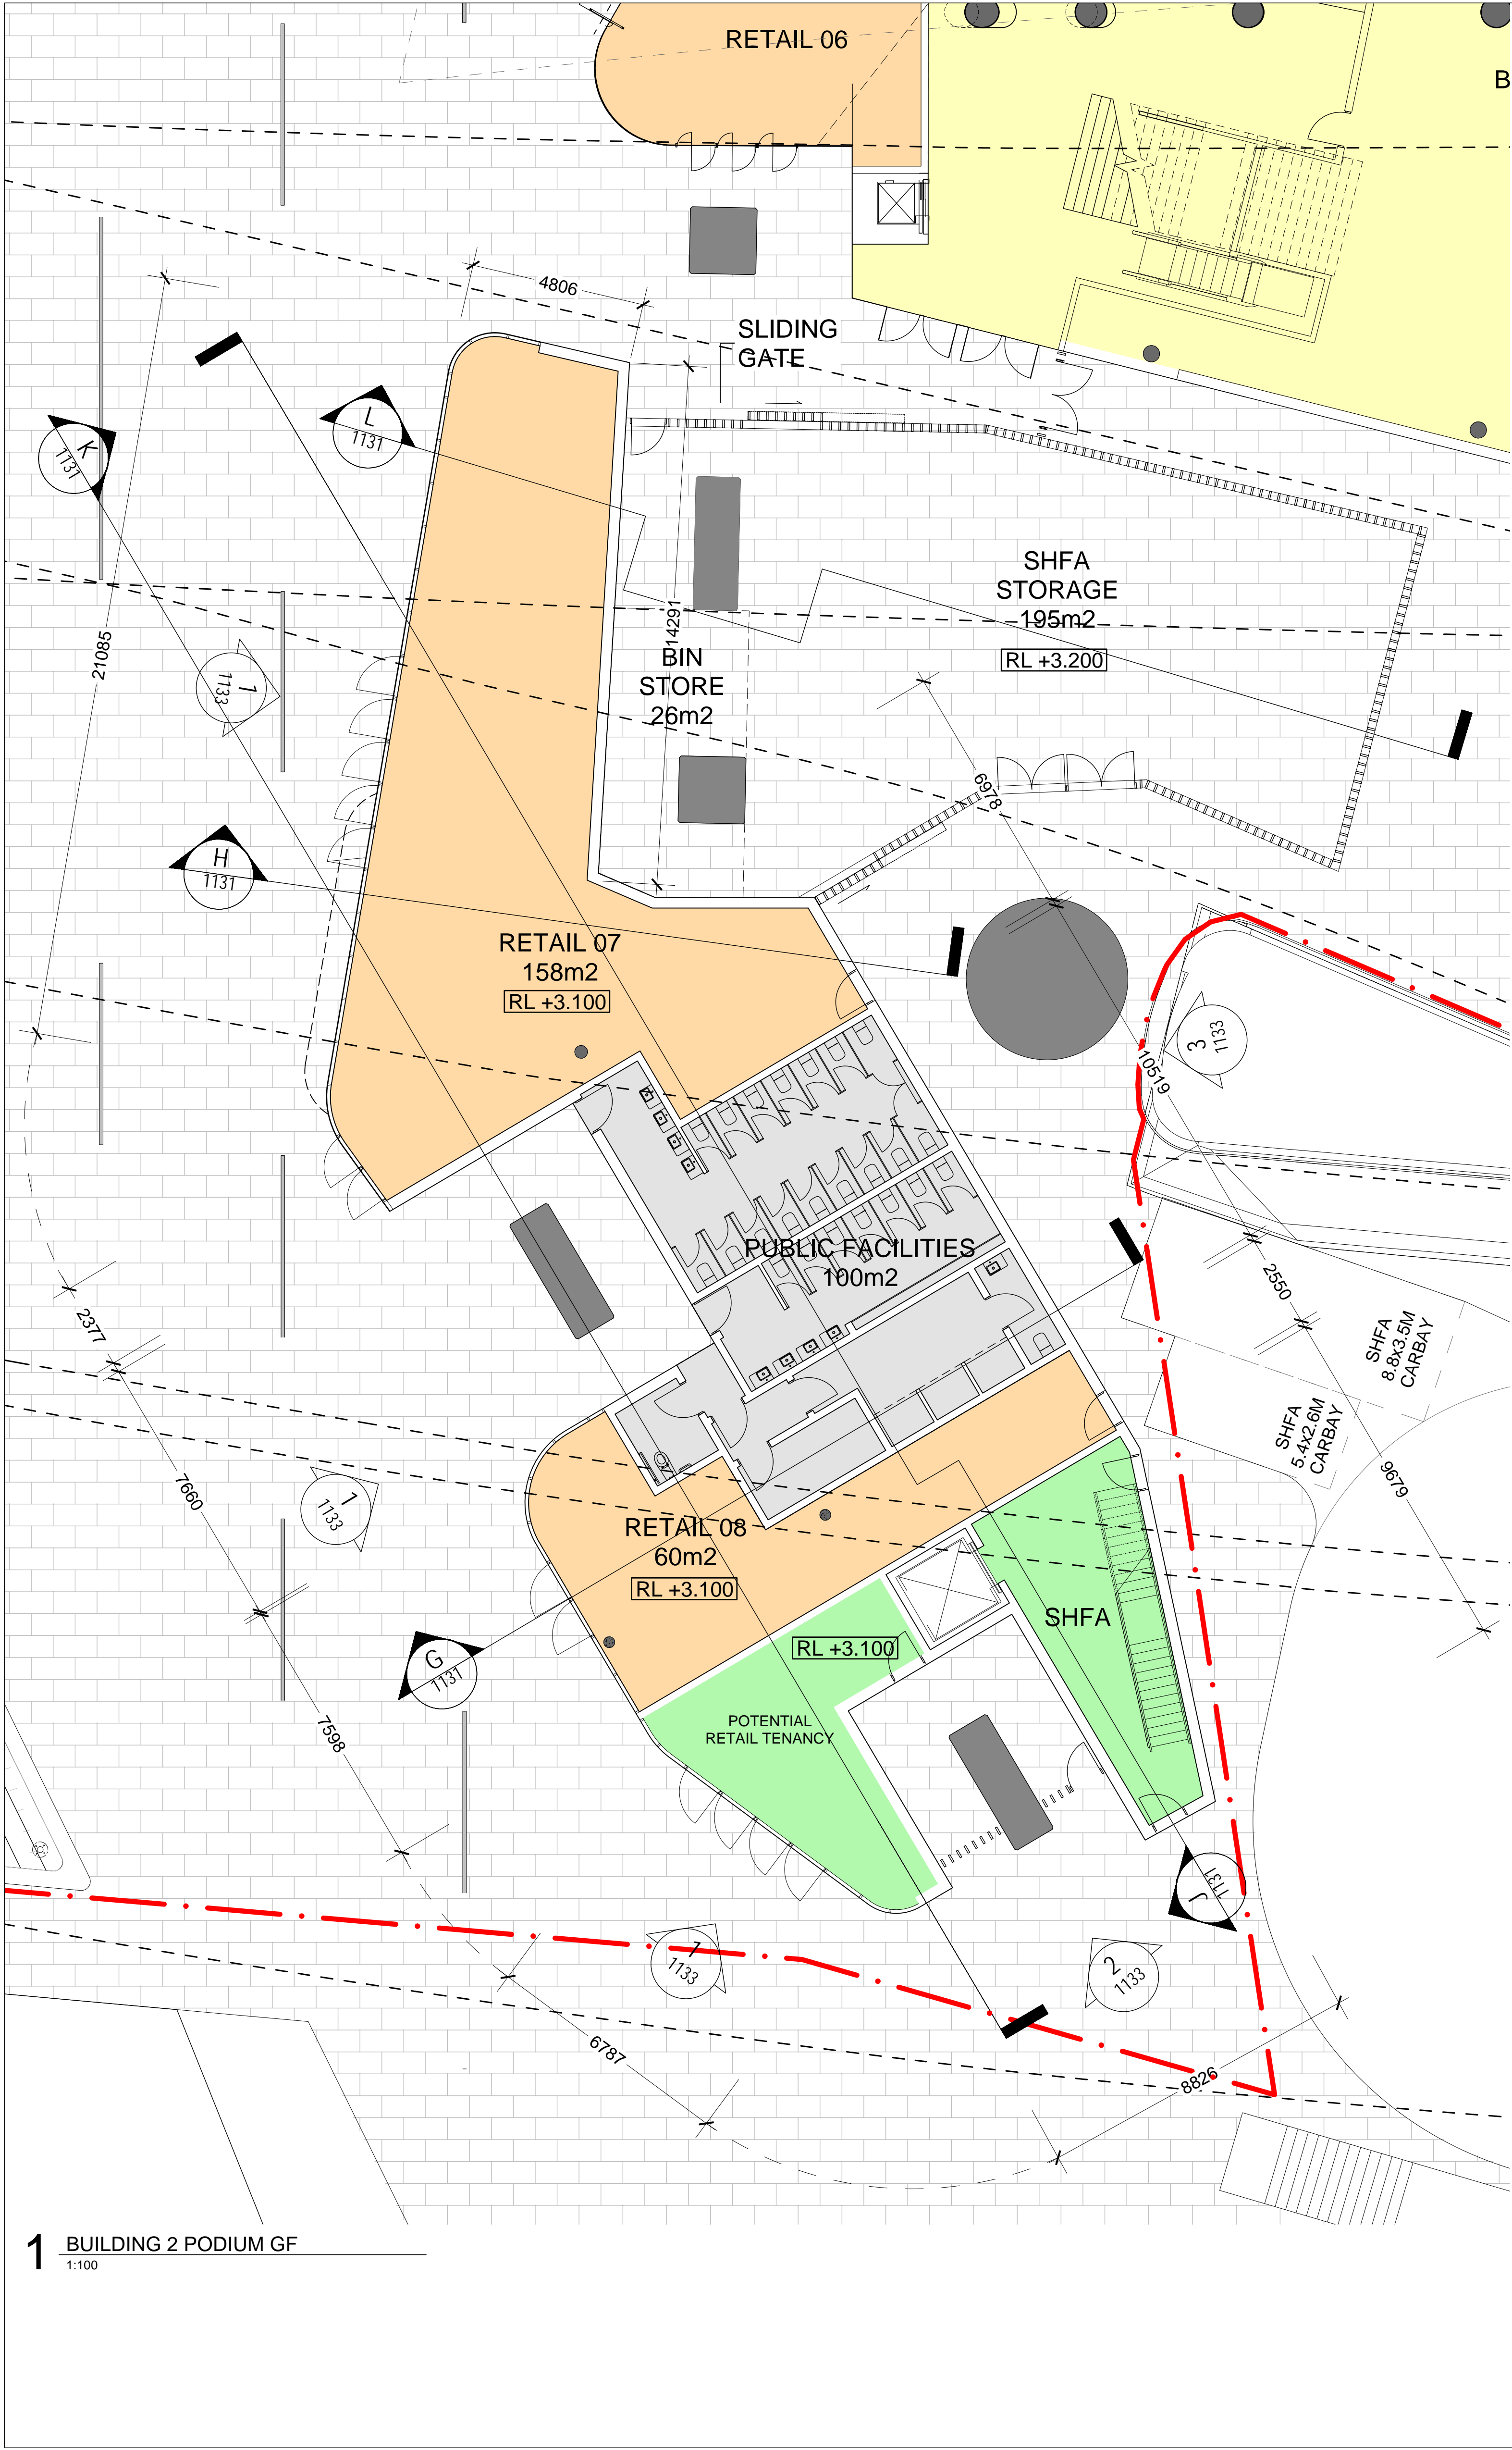 RETAIL 06
B
4806
SLIDING
GATE
L
1131
K
1131
SHFA
STORAGE
195m2
RL +3.200
14291
21085
BIN
STORE
26m2
1
1133
6978
H
1131
RETAIL 07
158m2
RL +3.100
3
1133
10519
PUBLIC FACILITIES
100m2
2550
2377
SHFA
8.8x3.5M
CARBAY
SHFA
5.4x2.6M
CARBAY
9679
7660
1
1133
RETAIL 08
60m2
RL +3.100
SHFA
RL +3.100
G
1131
POTENTIAL
RETAIL TENANCY
7598
J
1131
1
1133
2
1133
6787
8826
1 BUILDING 2 PODIUM GF
1:100